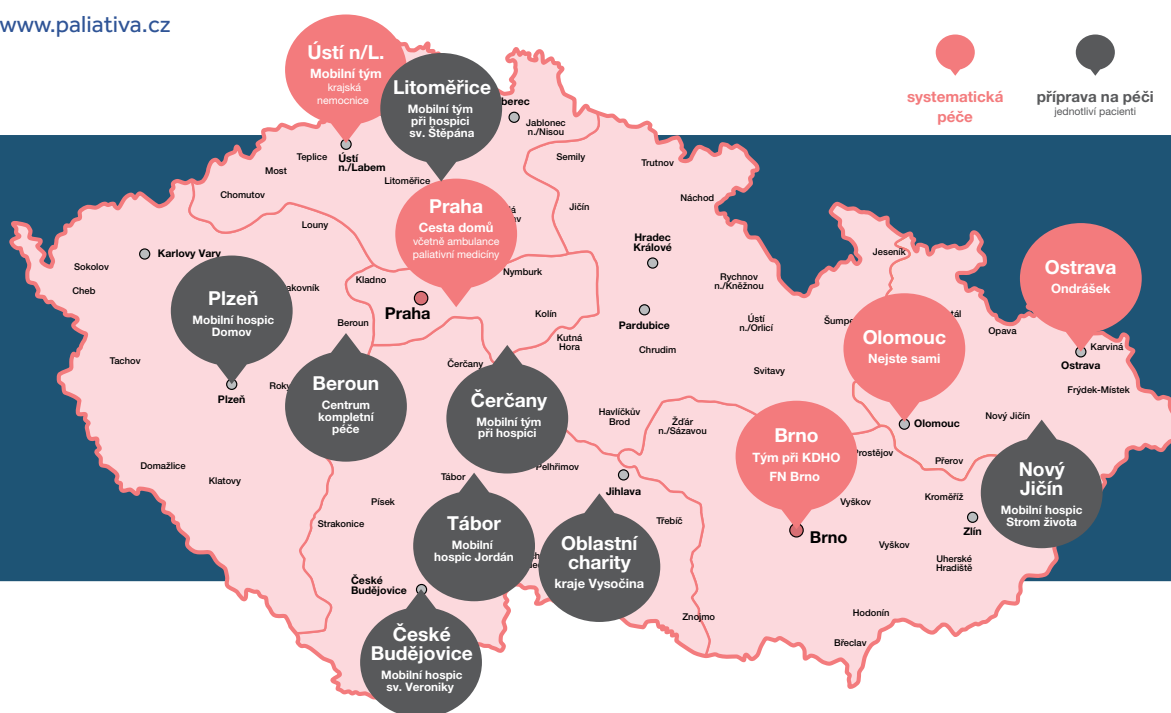 www.paliativa.cz
systematická
péče
příprava na péči
jednotliví pacienti
Ústí n/L.
Mobilní tým
krajská
nemocnice
Litoměřice
Mobilní tým
při hospici
sv. Štěpána
Jablonec
n./Nisou
Teplice
Ústí
n./Labem
Most
Litoměřice
Semily
Trutnov
Chomutov
Náchod
Louny
Jičín
Praha
Cesta domů
včetně ambulance
paliativní medicíny
Hradec
Králové
Jeseník
Karlovy Vary
Sokolov
Cheb
Kladno
Nymburk
Rychnov
n./Kněžnou
Ostrava
Ondrášek
Plzeň
Mobilní hospic
Domov
Praha
Beroun
Kolín
Pardubice
Ústí
n./Orlicí
Opava
Kutná
Hora
Chrudim
Olomouc
Nejste sami
Karviná
Ostrava
Tachov
Čerčany
Svitavy
Frýdek-Místek
Plzeň
Beroun
Centrum
kompletní
péče
Čerčany
Mobilní tým
při hospici
Havlíčkův
Brod
Žďár
n./Sázavou
Nový Jičín
Olomouc
Brno
Tým při KDHO
FN Brno
Prostějov
Přerov
Domažlice
Klatovy
Tábor
Pelhřimov
Jihlava
Nový
Jičín
Mobilní hospic
Strom života
Písek
Strakonice
Vyškov
Kroměříž
Zlín
Tábor
Mobilní
hospic Jordán
Třebíč
Brno
Vyškov
Oblastní
charity
kraje Vysočina
Uherské
Hradiště
České
Budějovice
Znojmo
Hodonín
Břeclav
České
Budějovice
Mobilní hospic
sv. Veroniky